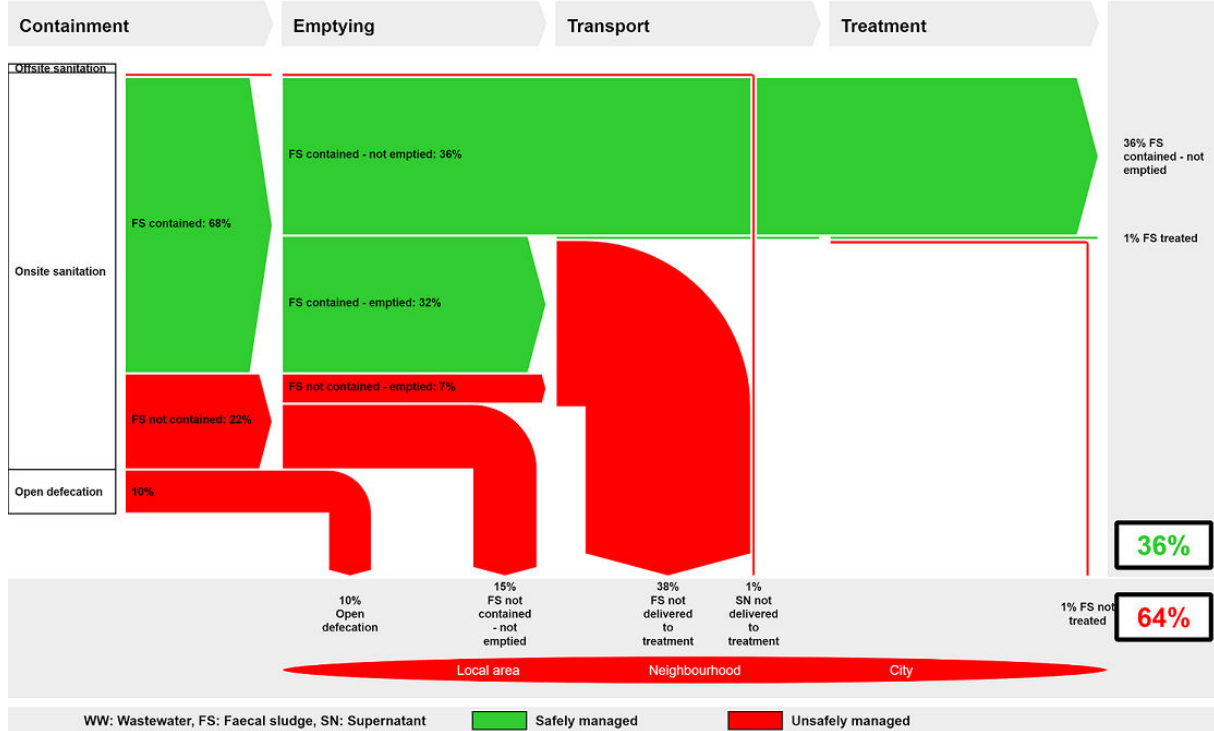 Containment
Emptying
Transport
Treatment
Offsite sanitation
Onsite sanitation
Open defecation
FS contained: 68%
FS not contained: 22%
10%
FS contained - not emptied: 36%
FS contained - emptied: 32%
FS not contained - emptied: 7%
36% FS
contained - not
emptied
1% FS treated
36%
10%
Open
defecation
15%
FS not
contained
- not
emptied
38%
FS not
delivered
to
treatment
1%
SN not
delivered
to
treatment
1% FS not
treated
64%
Local area
Neighbourhood
City
WW: Wastewater, FS: Faecal sludge, SN: Supernatant
Safely managed
Unsafely managed